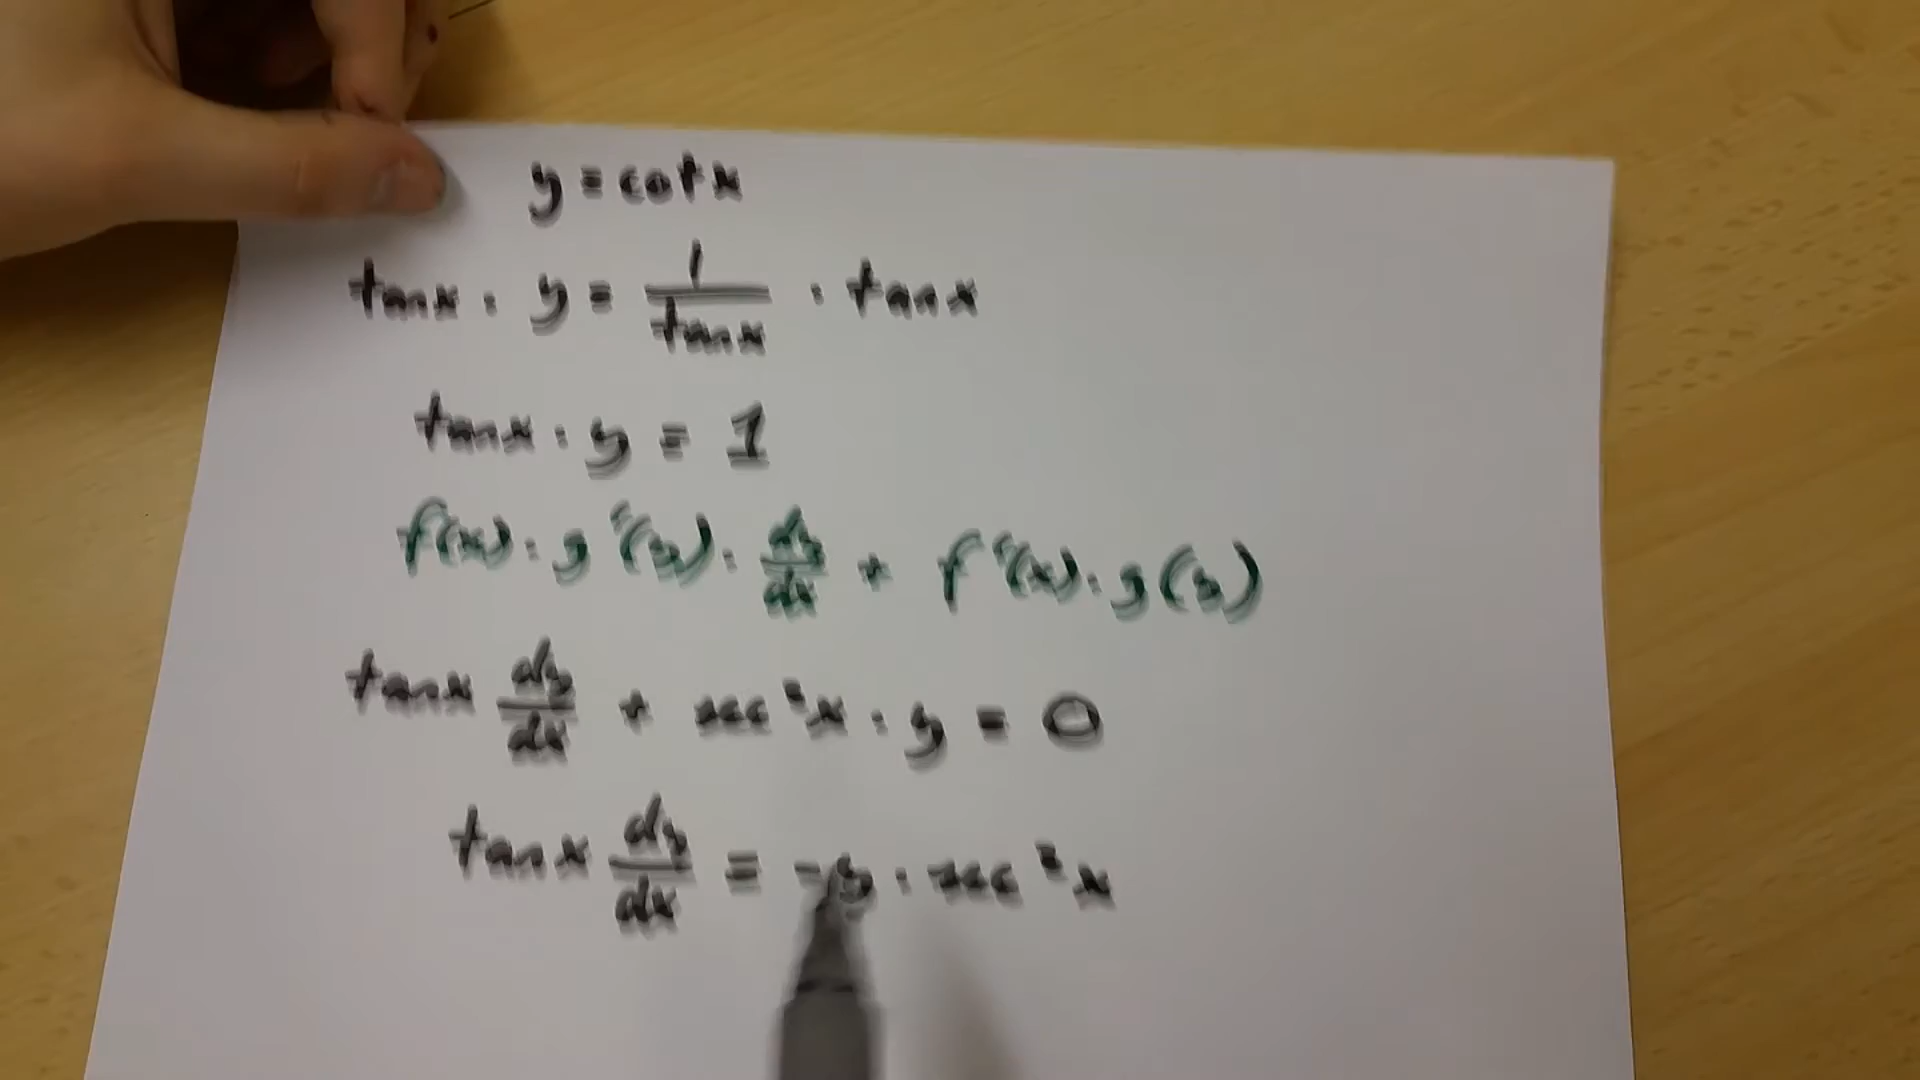 y = cot x
tan x · y = 1/tan x · tan x
tan x · y = 1
f(x) · g'(y) · dy/dx + f'(x) · g(y)
tan x dy/dx + sec²x · y = 0
tan x dy/dx = -y · sec²x